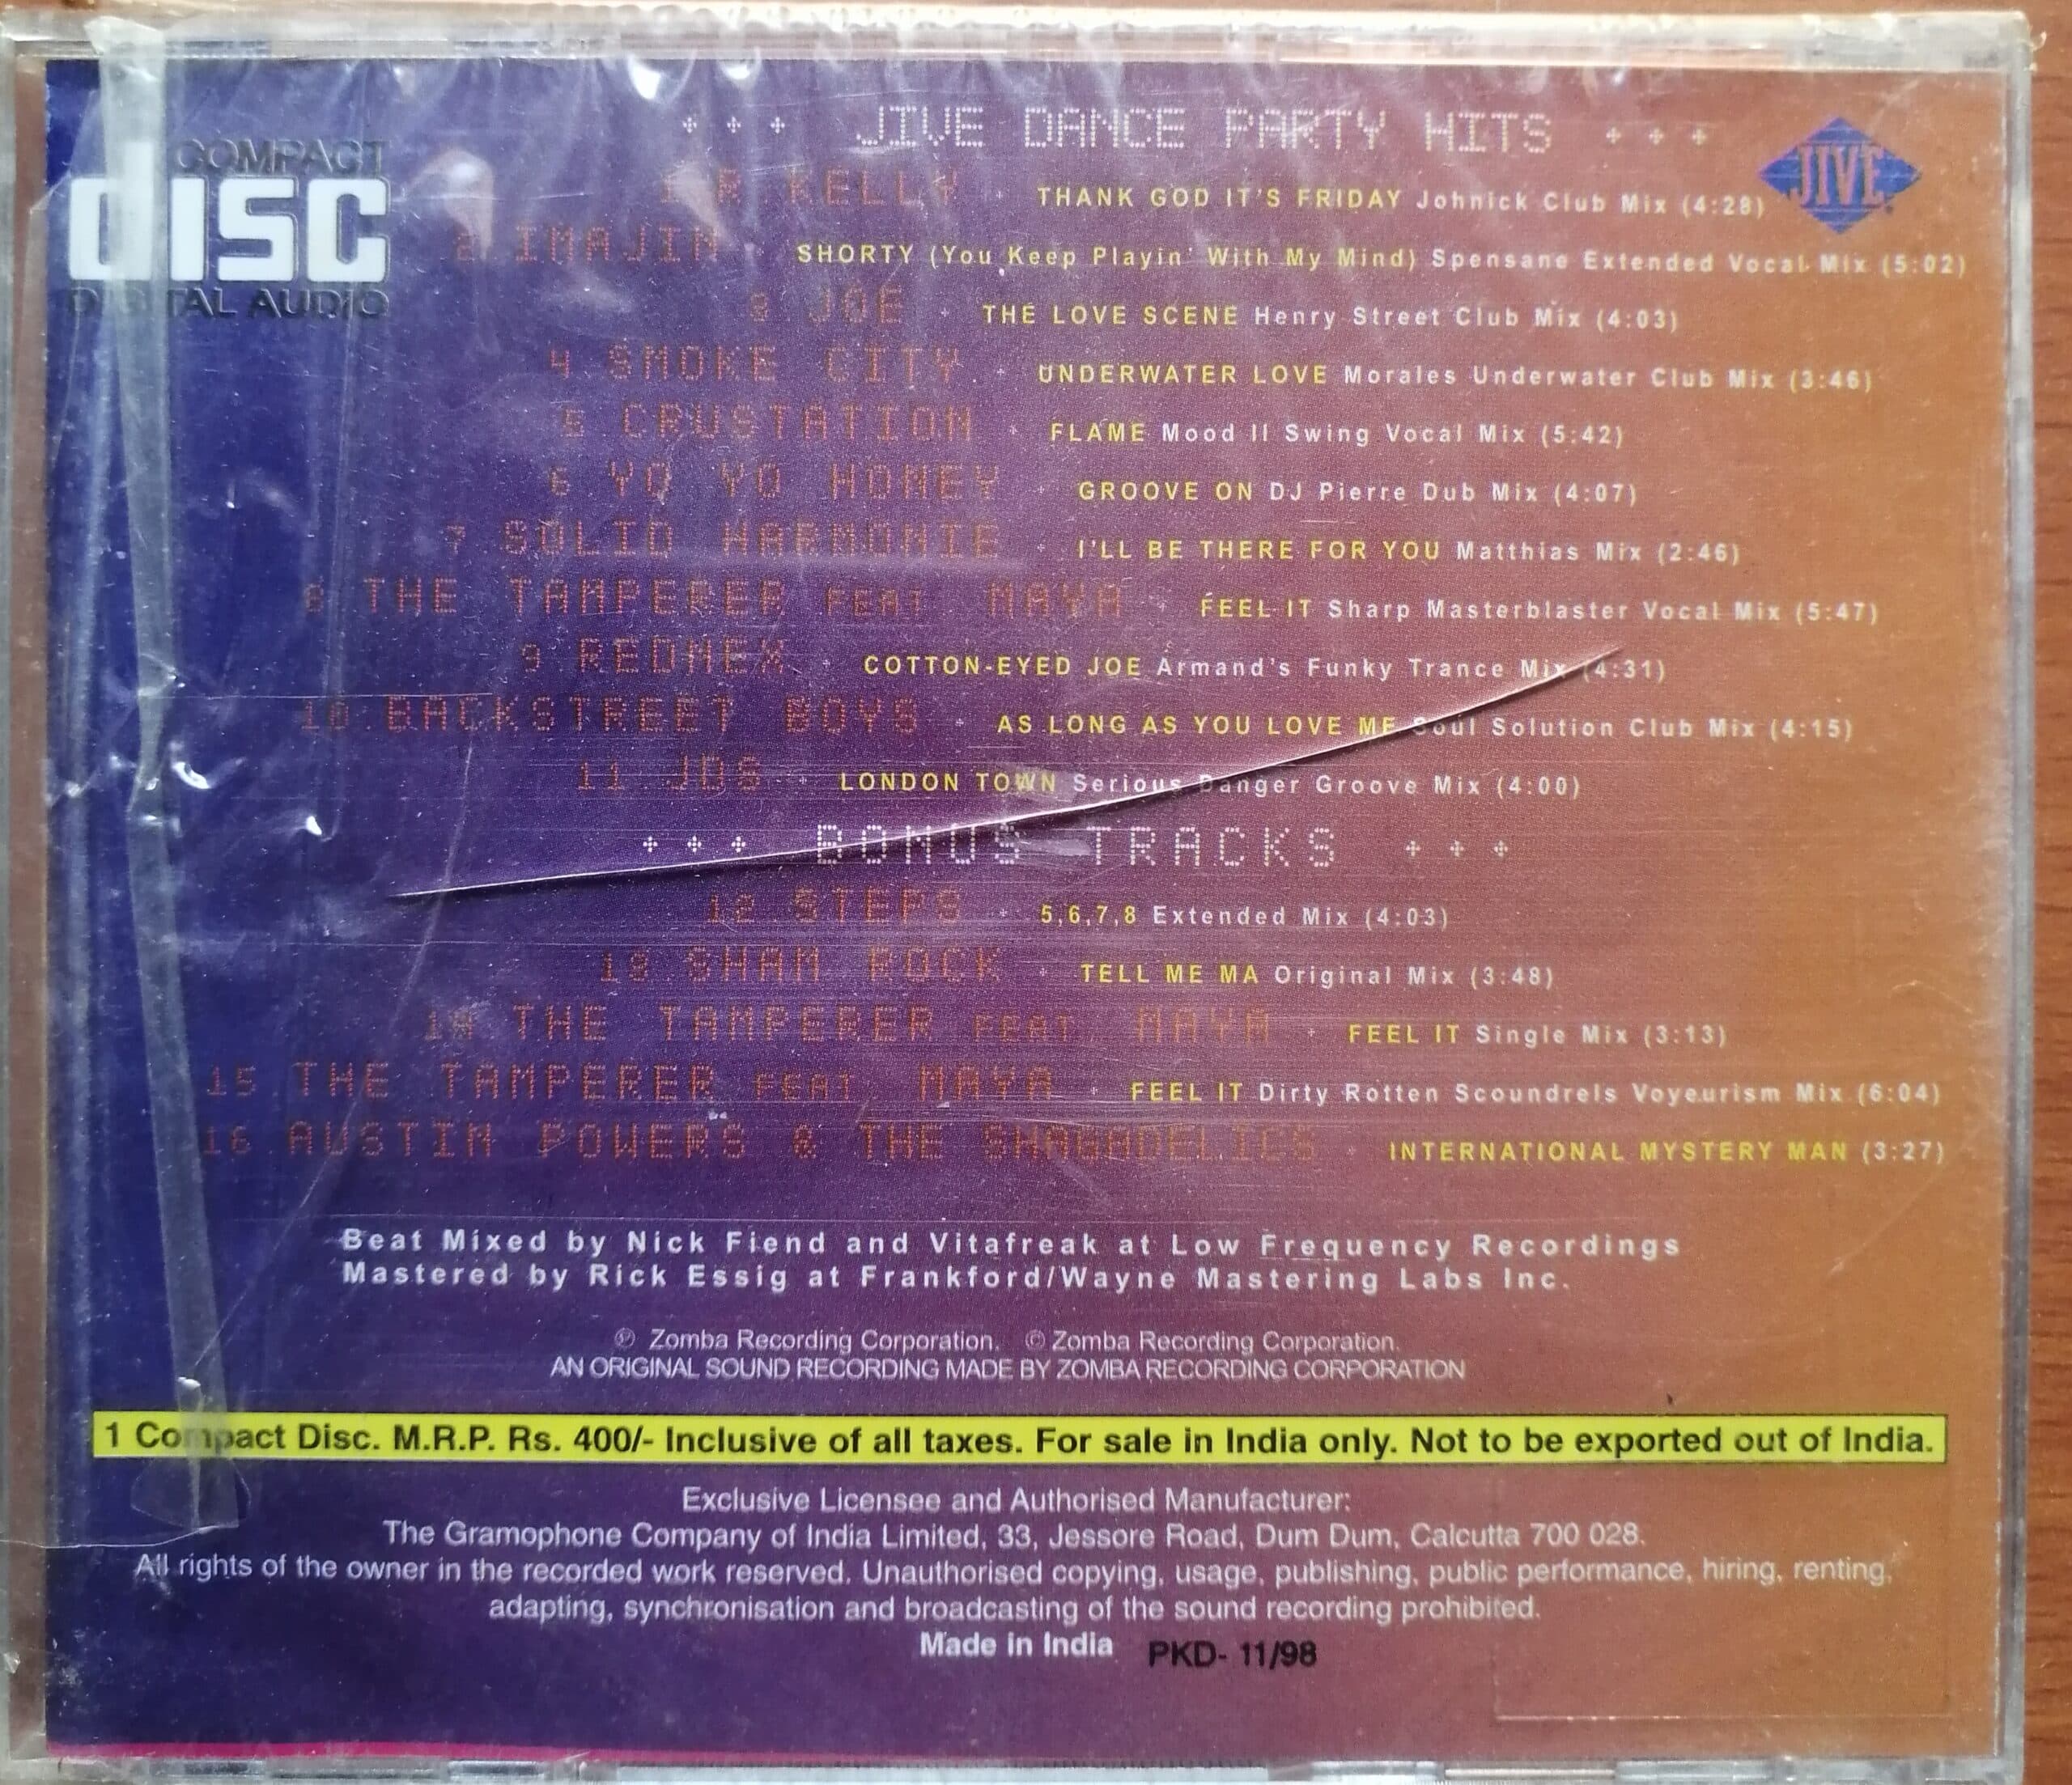 + + + JIVE DANCE PARTY HITS + + +
COMPACT
disc
DIGITAL AUDIO
JIVE
1 R KELLY + THANK GOD IT'S FRIDAY Johnick Club Mix (4:28)
2 IMAJIN + SHORTY (You Keep Playin' With My Mind) Spensane Extended Vocal Mix (5:02)
3 JOE + THE LOVE SCENE Henry Street Club Mix (4:03)
4 SMOKE CITY + UNDERWATER LOVE Morales Underwater Club Mix (3:46)
5 CRUSTATION + FLAME Mood II Swing Vocal Mix (5:42)
6 YO YO HONEY + GROOVE ON DJ Pierre Dub Mix (4:07)
7 SOLID HARMONIE + I'LL BE THERE FOR YOU Matthias Mix (2:46)
8 THE TAMPERER FEAT MAYA + FEEL IT Sharp Masterblaster Vocal Mix (5:47)
9 REDNEX + COTTON-EYED JOE Armand's Funky Trance Mix (4:31)
10 BACKSTREET BOYS + AS LONG AS YOU LOVE ME Soul Solution Club Mix (4:15)
11 JDS + LONDON TOWN Serious Danger Groove Mix (4:00)
+ + + BONUS TRACKS + + +
12 STEPS + 5,6,7,8 Extended Mix (4:03)
13 SHAM ROCK + TELL ME MA Original Mix (3:48)
14 THE TAMPERER FEAT. MAYA + FEEL IT Single Mix (3:13)
15 THE TAMPERER FEAT. MAYA + FEEL IT Dirty Rotten Scoundrels Voyeurism Mix (6:04)
16 AUSTIN POWERS & THE SHAGADELICS + INTERNATIONAL MYSTERY MAN (3:27)
Beat Mixed by Nick Fiend and Vitafreak at Low Frequency Recordings
Mastered by Rick Essig at Frankford/Wayne Mastering Labs Inc.
℗ Zomba Recording Corporation. © Zomba Recording Corporation.
AN ORIGINAL SOUND RECORDING MADE BY ZOMBA RECORDING CORPORATION
1 Compact Disc. M.R.P. Rs. 400/- Inclusive of all taxes. For sale in India only. Not to be exported out of India.
Exclusive Licensee and Authorised Manufacturer:
The Gramophone Company of India Limited, 33, Jessore Road, Dum Dum, Calcutta 700 028.
All rights of the owner in the recorded work reserved. Unauthorised copying, usage, publishing, public performance, hiring, renting,
adapting, synchronisation and broadcasting of the sound recording prohibited.
Made in India PKD- 11/98